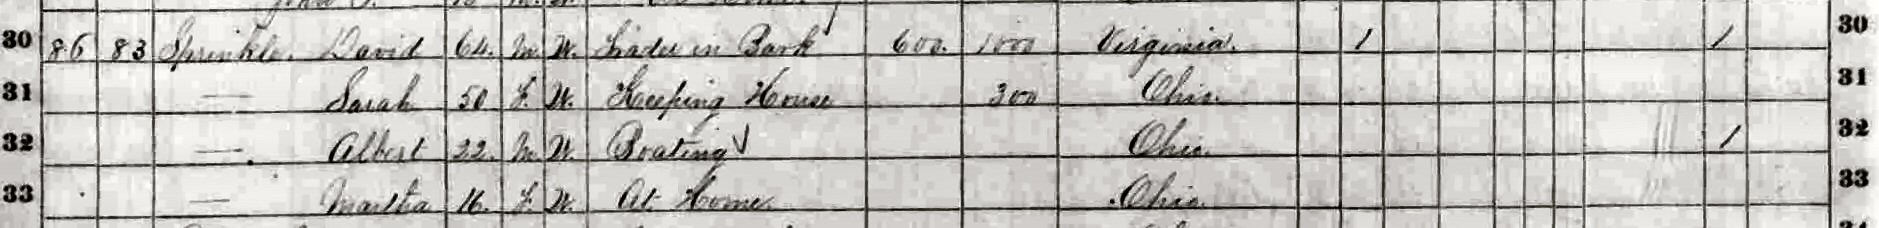 30 86 83 Sprinkle, David 64. M. W. Trader in Bark 600. 1000 Virginia. 1 1 30
31 — Sarah 50 F. W. Keeping House 300 Ohio. 31
32 — Albert 22. M. W. Boating Ohio. 1 32
33 — Martha 16. F. W. At Home. Ohio. 33